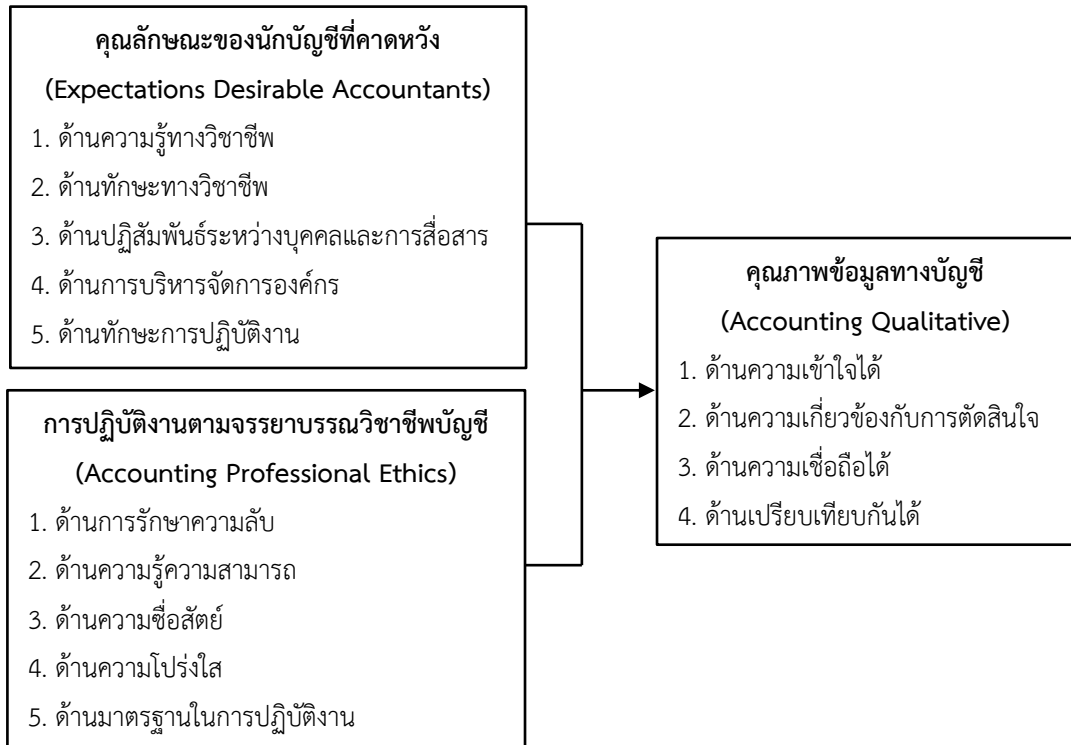 คุณลักษณะของนักบัญชีที่คาดหวัง
(Expectations Desirable Accountants)
1. ด้านความรู้ทางวิชาชีพ
2. ด้านทักษะทางวิชาชีพ
3. ด้านปฏิสัมพันธ์ระหว่างบุคคลและการสื่อสาร
4. ด้านการบริหารจัดการองค์กร
5. ด้านทักษะการปฏิบัติงาน
การปฏิบัติงานตามจรรยาบรรณวิชาชีพบัญชี
(Accounting Professional Ethics)
1. ด้านการรักษาความลับ
2. ด้านความรู้ความสามารถ
3. ด้านความซื่อสัตย์
4. ด้านความโปร่งใส
5. ด้านมาตรฐานในการปฏิบัติงาน
คุณภาพข้อมูลทางบัญชี
(Accounting Qualitative)
1. ด้านความเข้าใจได้
2. ด้านความเกี่ยวข้องกับการตัดสินใจ
3. ด้านความเชื่อถือได้
4. ด้านเปรียบเทียบกันได้